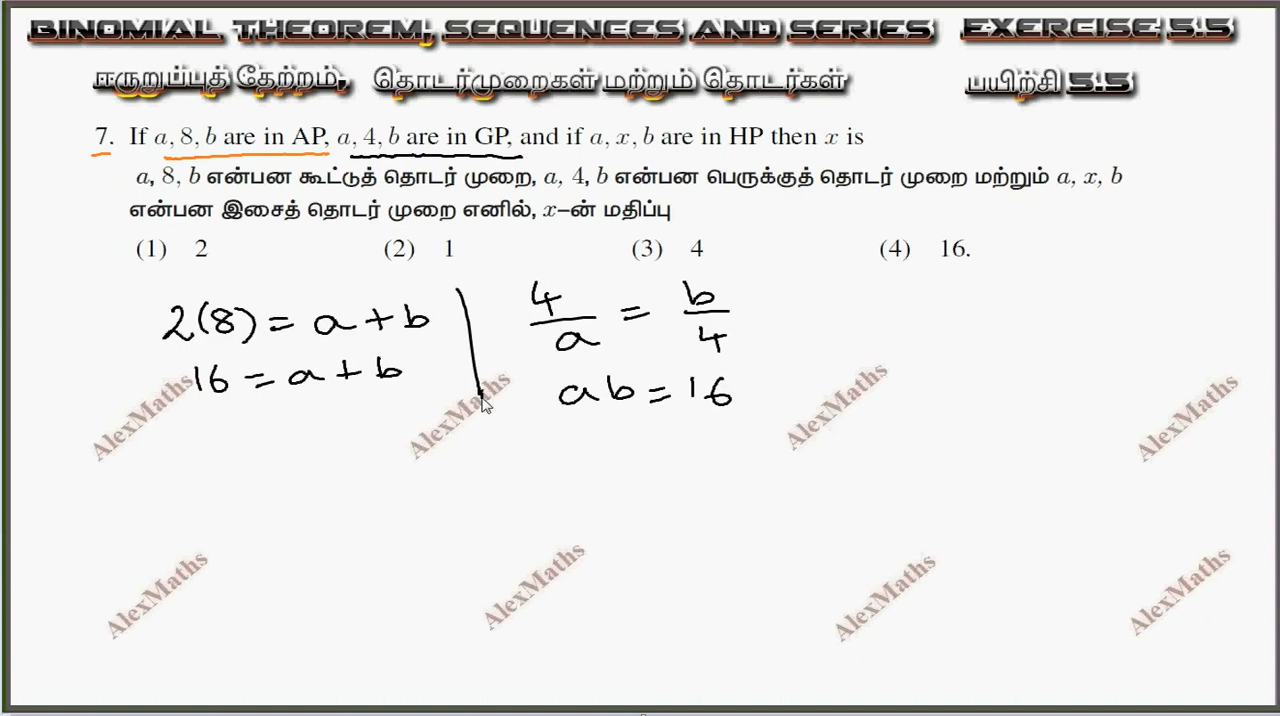 BINOMIAL THEOREM, SEQUENCES AND SERIES EXERCISE 5.5
ஈருறுப்புத் தேற்றம், தொடர்முறைகள் மற்றும் தொடர்கள் பயிற்சி 5.5
7. If a, 8, b are in AP, a, 4, b are in GP, and if a, x, b are in HP then x is
a, 8, b என்பன கூட்டுத் தொடர் முறை, a, 4, b என்பன பெருக்குத் தொடர் முறை மற்றும் a, x, b
என்பன இசைத் தொடர் முறை எனில், x–ன் மதிப்பு
(1) 2 (2) 1 (3) 4 (4) 16.
2(8) = a + b
16 = a + b
4/a = b/4
ab = 16
AlexMaths
AlexMaths
AlexMaths
AlexMaths
AlexMaths
AlexMaths
AlexMaths
AlexMaths